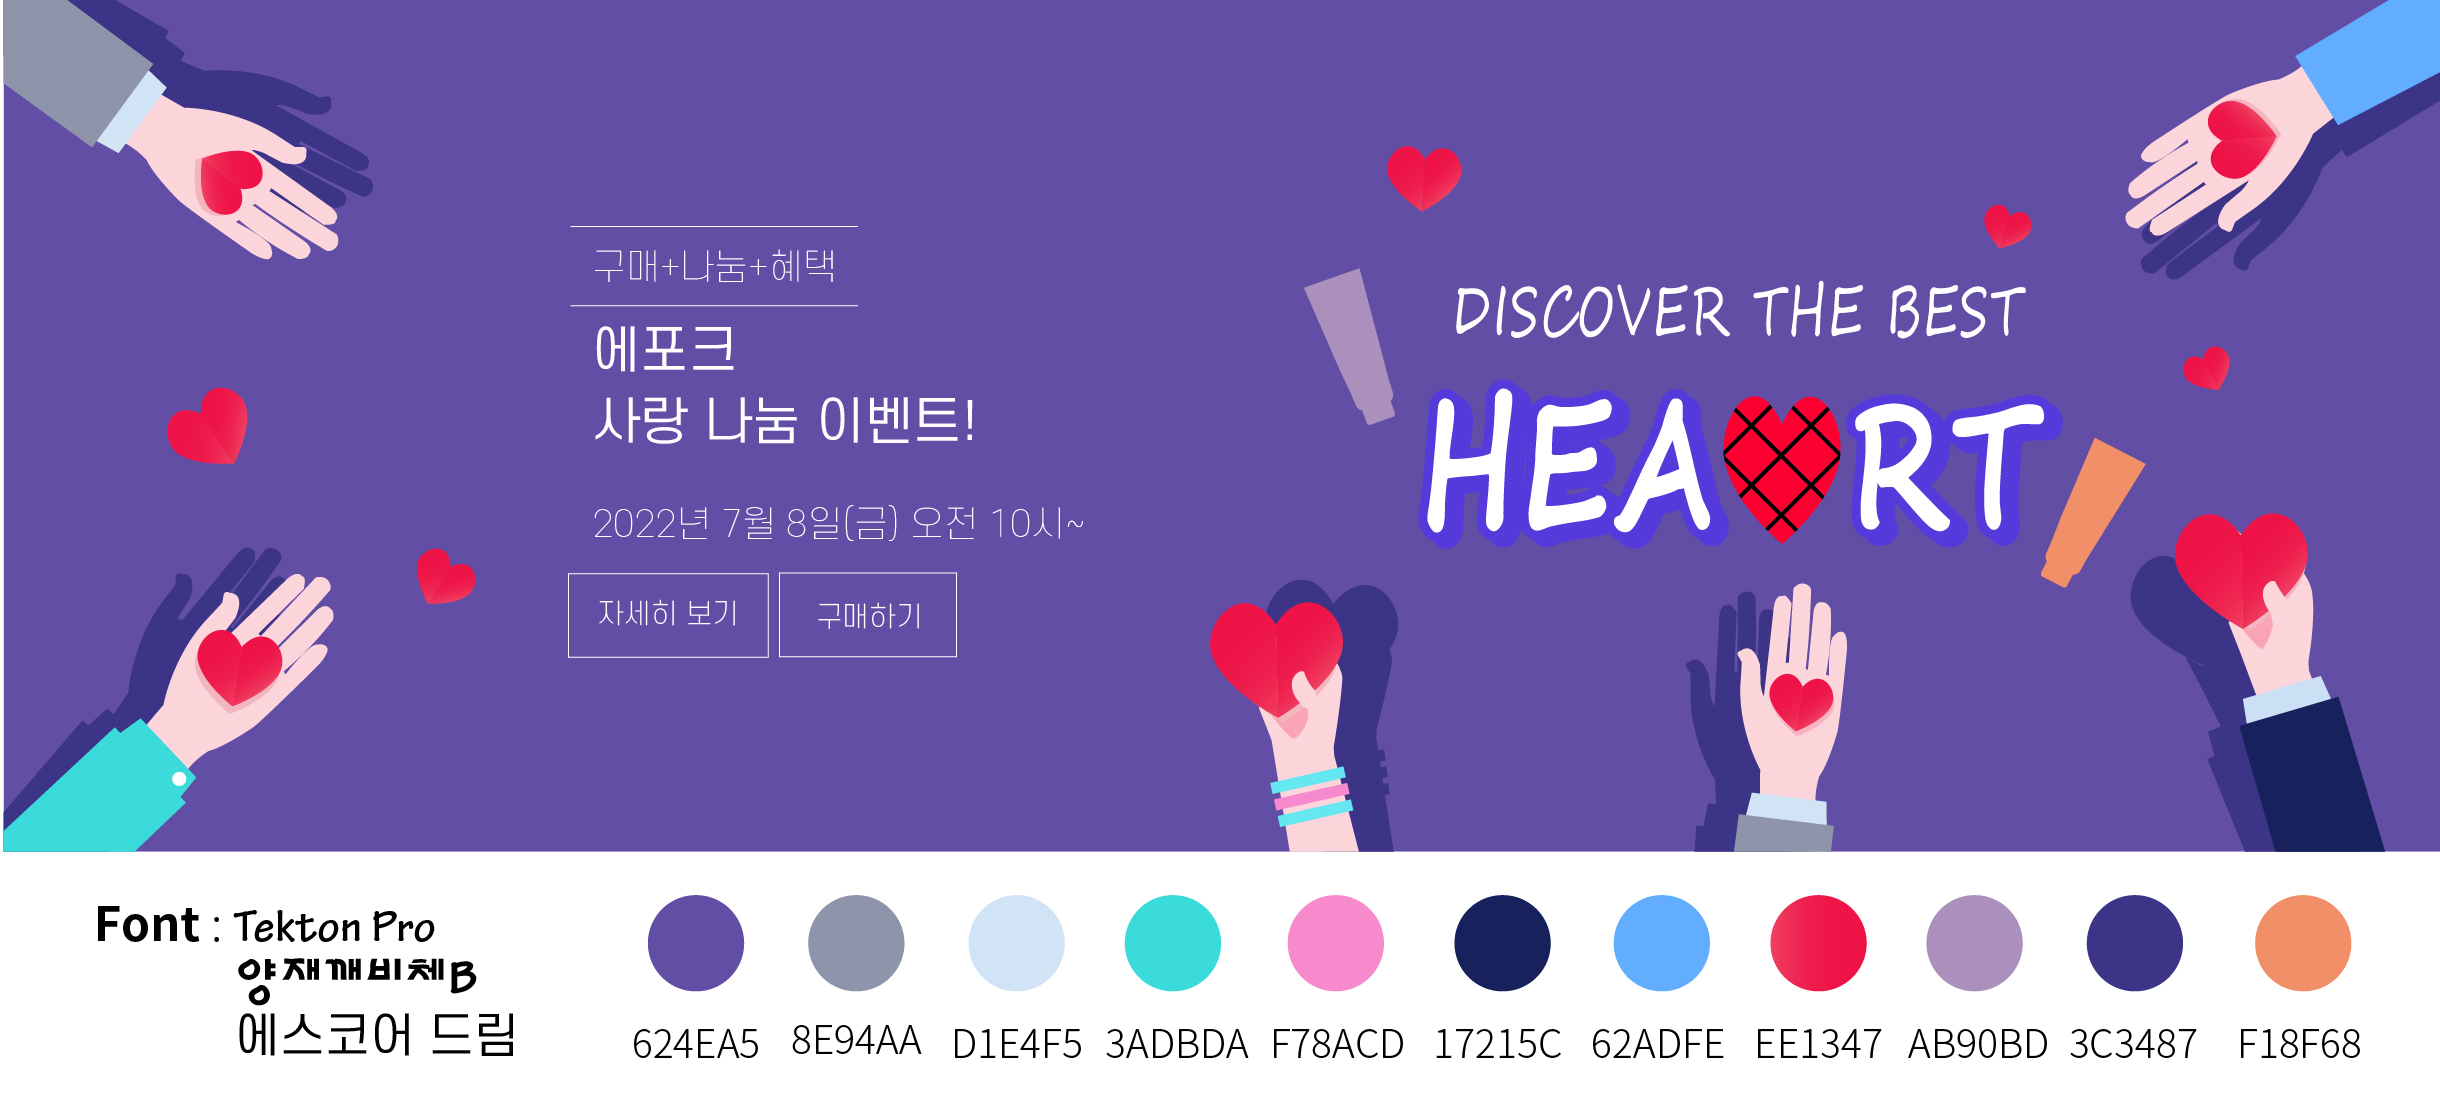 구매+나눔+혜택
에포크
사랑 나눔 이벤트!
2022년 7월 8일(금) 오전 10시~
자세히 보기
구매하기
DISCOVER THE BEST
HEART
Font : Tekton Pro
양재깨비체B
에스코어 드림
624EA5 8E94AA D1E4F5 3ADBDA F78ACD 17215C 62ADFE EE1347 AB90BD 3C3487 F18F68